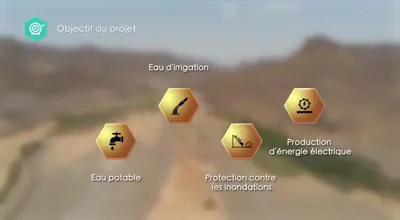 Objectif du projet
Eau d'irrigation
Production
d'énergie électrique
Eau potable
Protection contre
les inondations